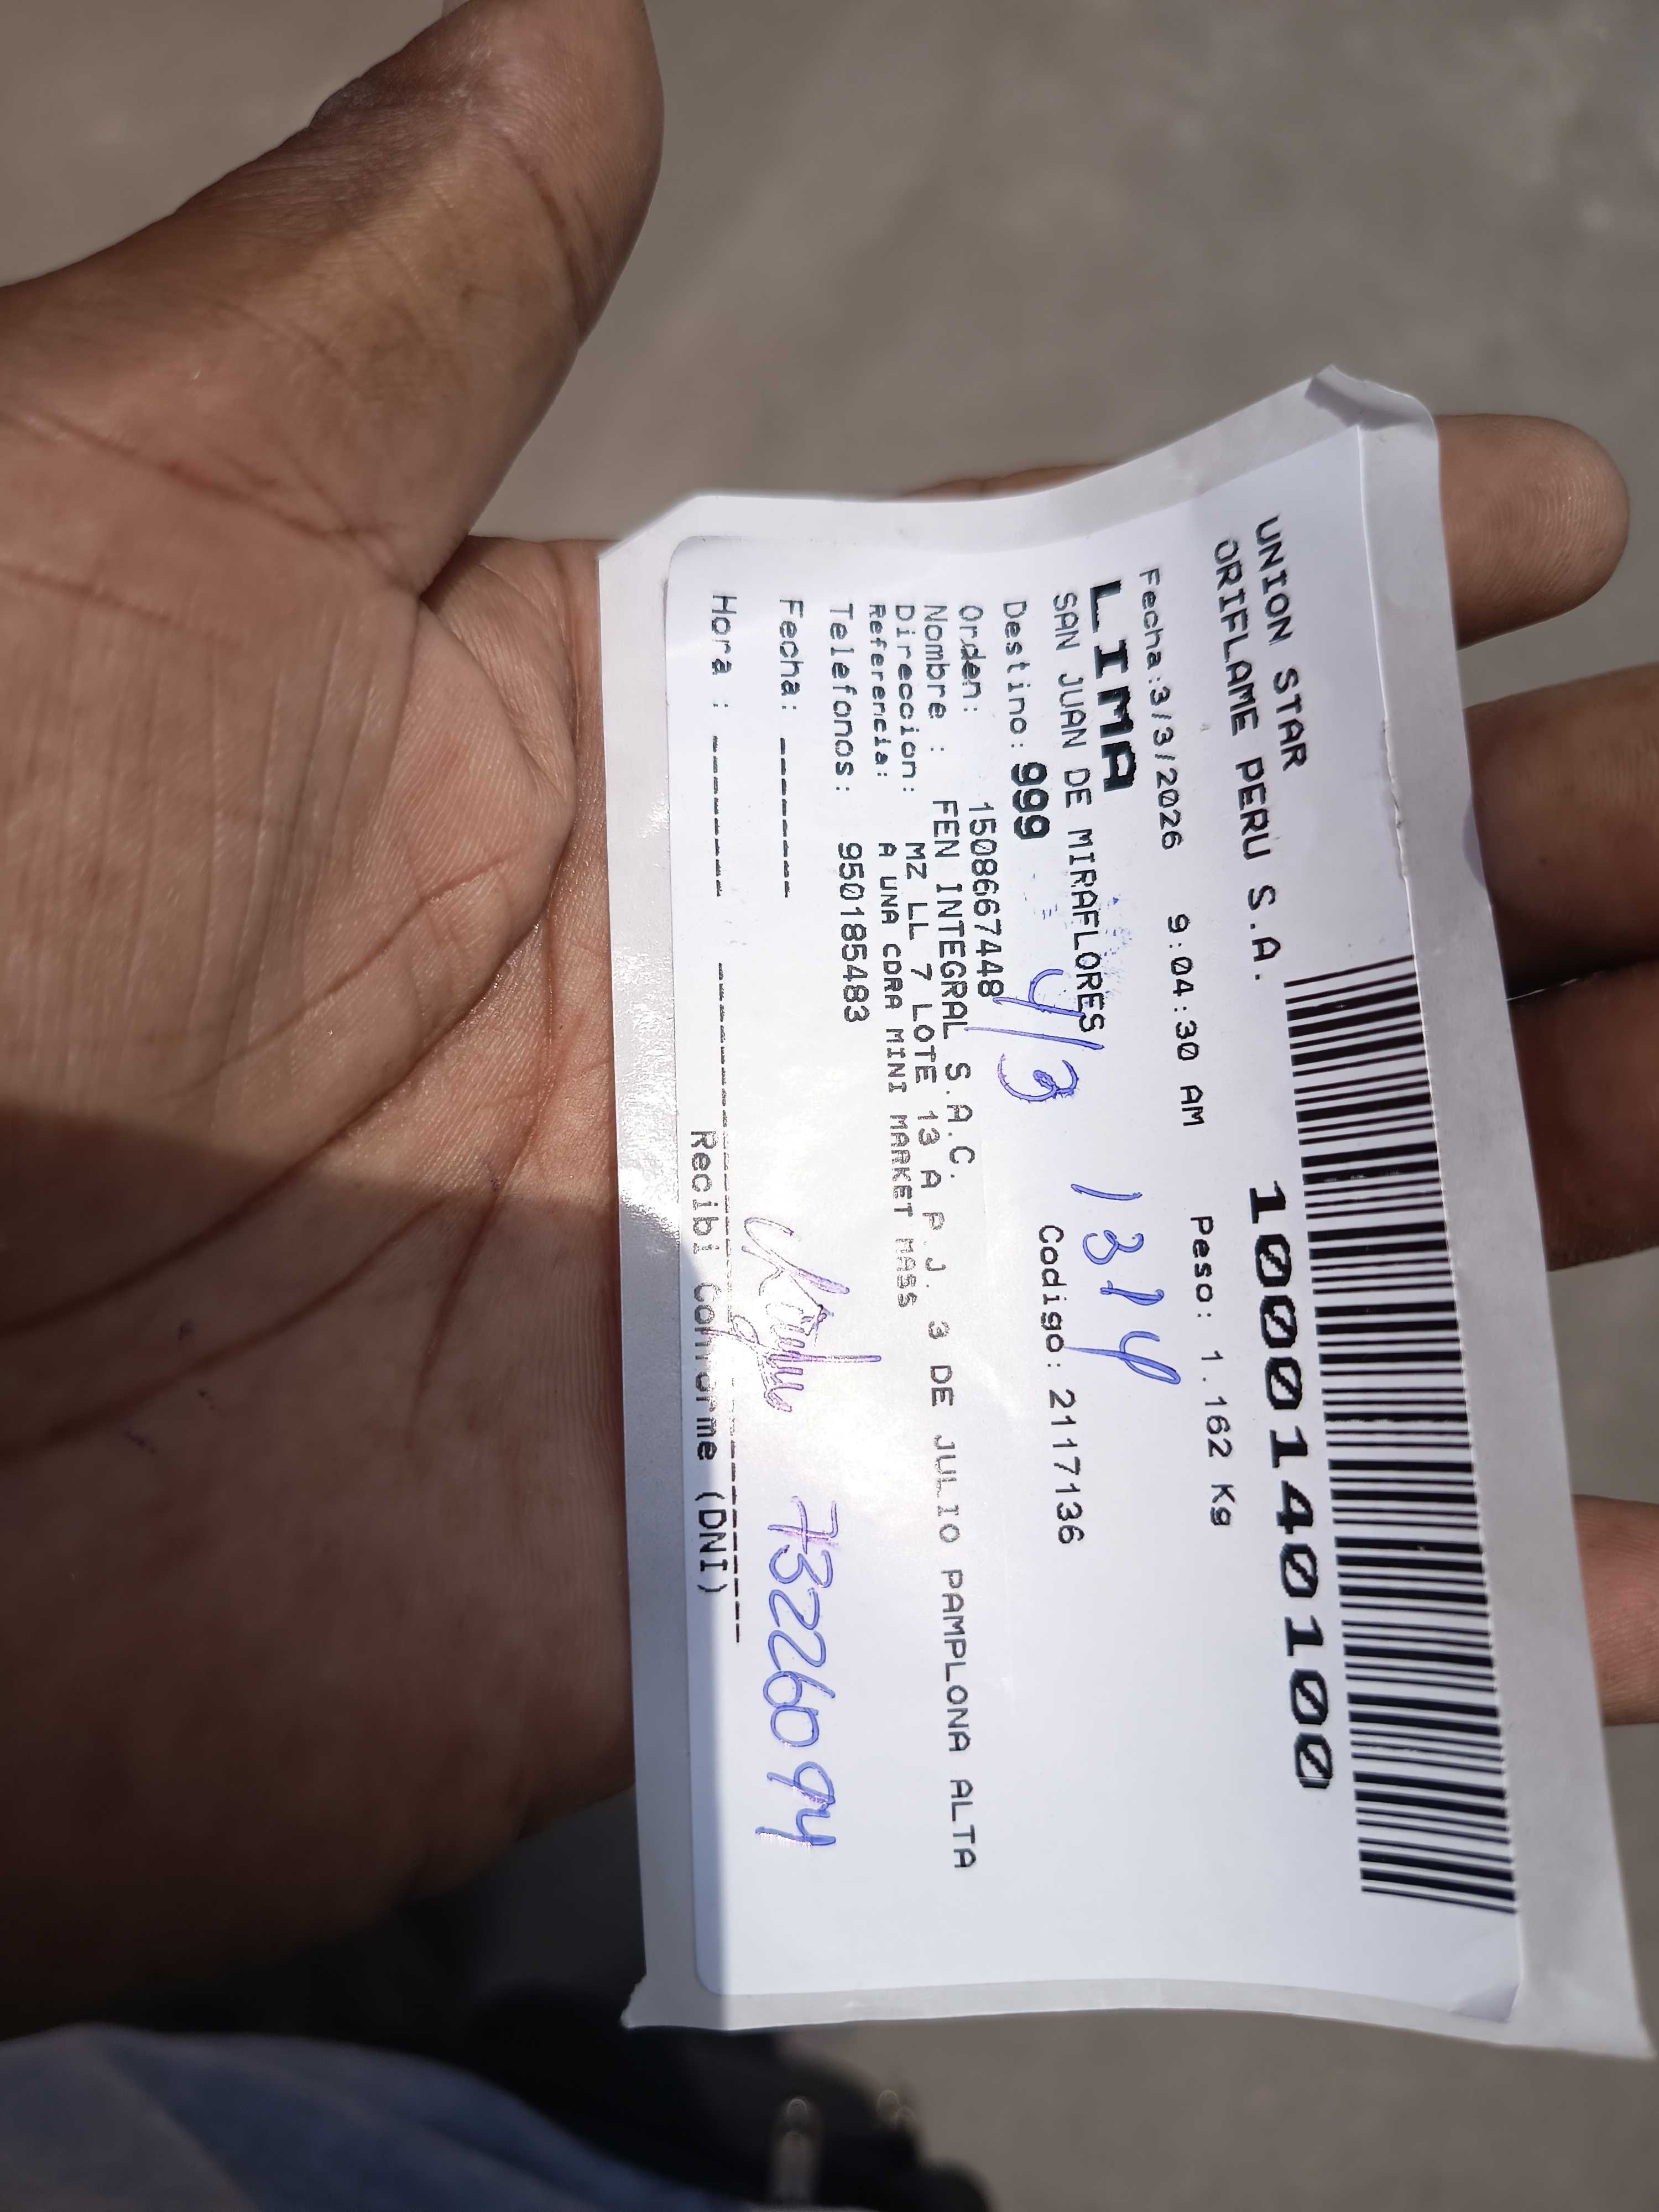 UNION STAR
ORIFLAME PERU S.A.
1000140100
Fecha:3/3/2026 9:04:30 AM Peso: 1.162 Kg
LIMA
1314
SAN JUAN DE MIRAFLORES
Destino: 999 4/3 Codigo: 2117136
Orden: 1508667448
Nombre : FEN INTEGRAL S.A.C.
Direccion: MZ LL 7 LOTE 13 A P.J. 3 DE JULIO PAMPLONA ALTA
Referencia: A UNA CDRA MINI MARKET MASS
Telefonos: 950185483
Fecha: ------
73226094
Hora : ------
Recibi Conforme (DNI)